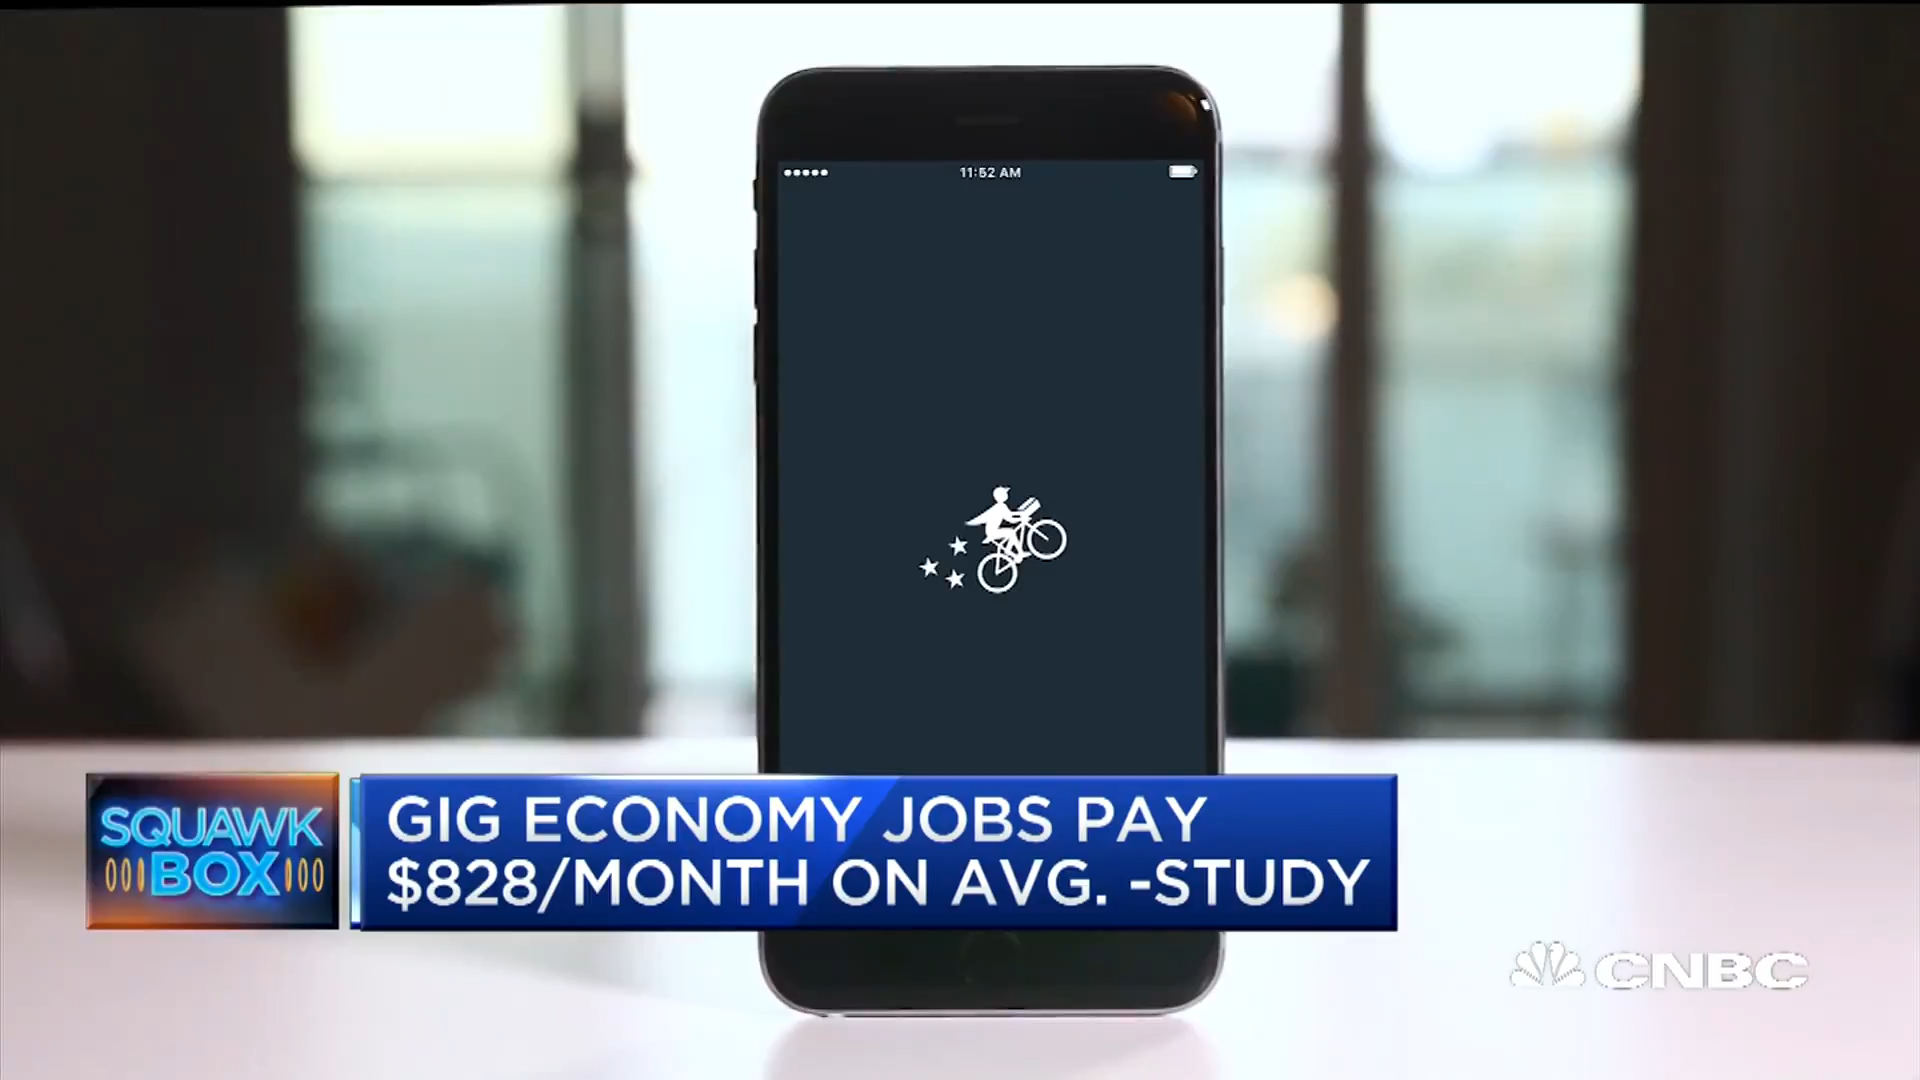 11:52 AM
SQUAWK
BOX
GIG ECONOMY JOBS PAY
$828/MONTH ON AVG. -STUDY
CNBC